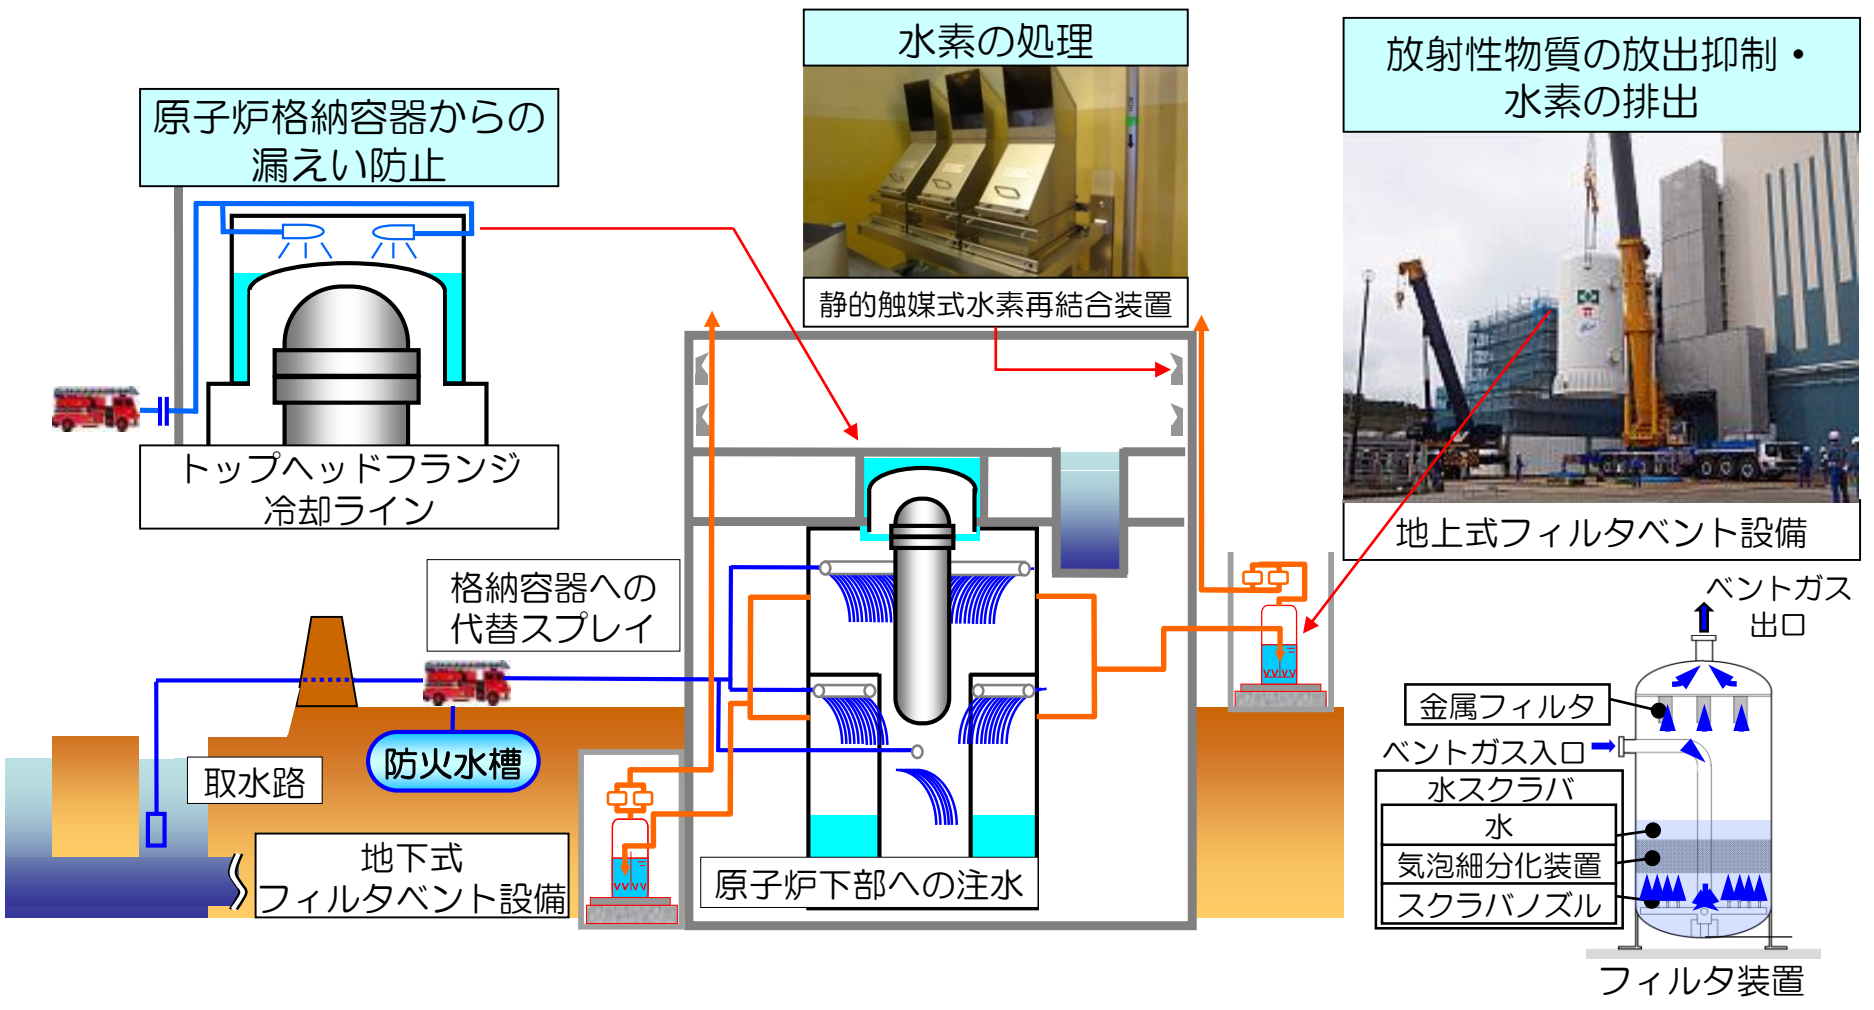 水素の処理
放射性物質の放出抑制・
水素の排出
原子炉格納容器からの
漏えい防止
静的触媒式水素再結合装置
トップヘッドフランジ
冷却ライン
地上式フィルタベント設備
格納容器への
代替スプレイ
ベントガス
出口
金属フィルタ
防火水槽
ベントガス入口
取水路
水スクラバ
水
地下式
フィルタベント設備
気泡細分化装置
原子炉下部への注水
スクラバノズル
フィルタ装置